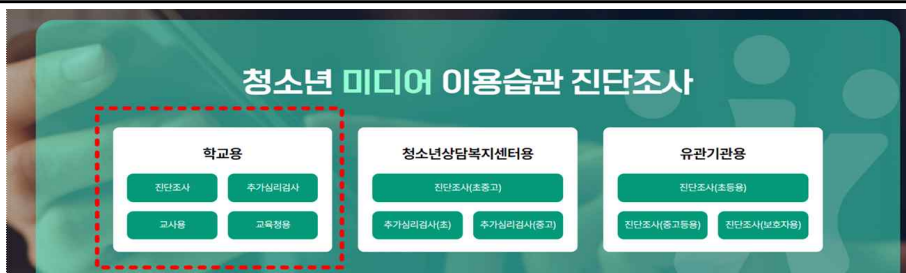 청소년 미디어 이용습관 진단조사
학교용
진단조사 추가심리검사
교사용 교육청용
청소년상담복지센터용
진단조사(초중고)
추가심리검사(초) 추가심리검사(중고)
유관기관용
진단조사(초등용)
진단조사(중고등용) 진단조사(보호자용)